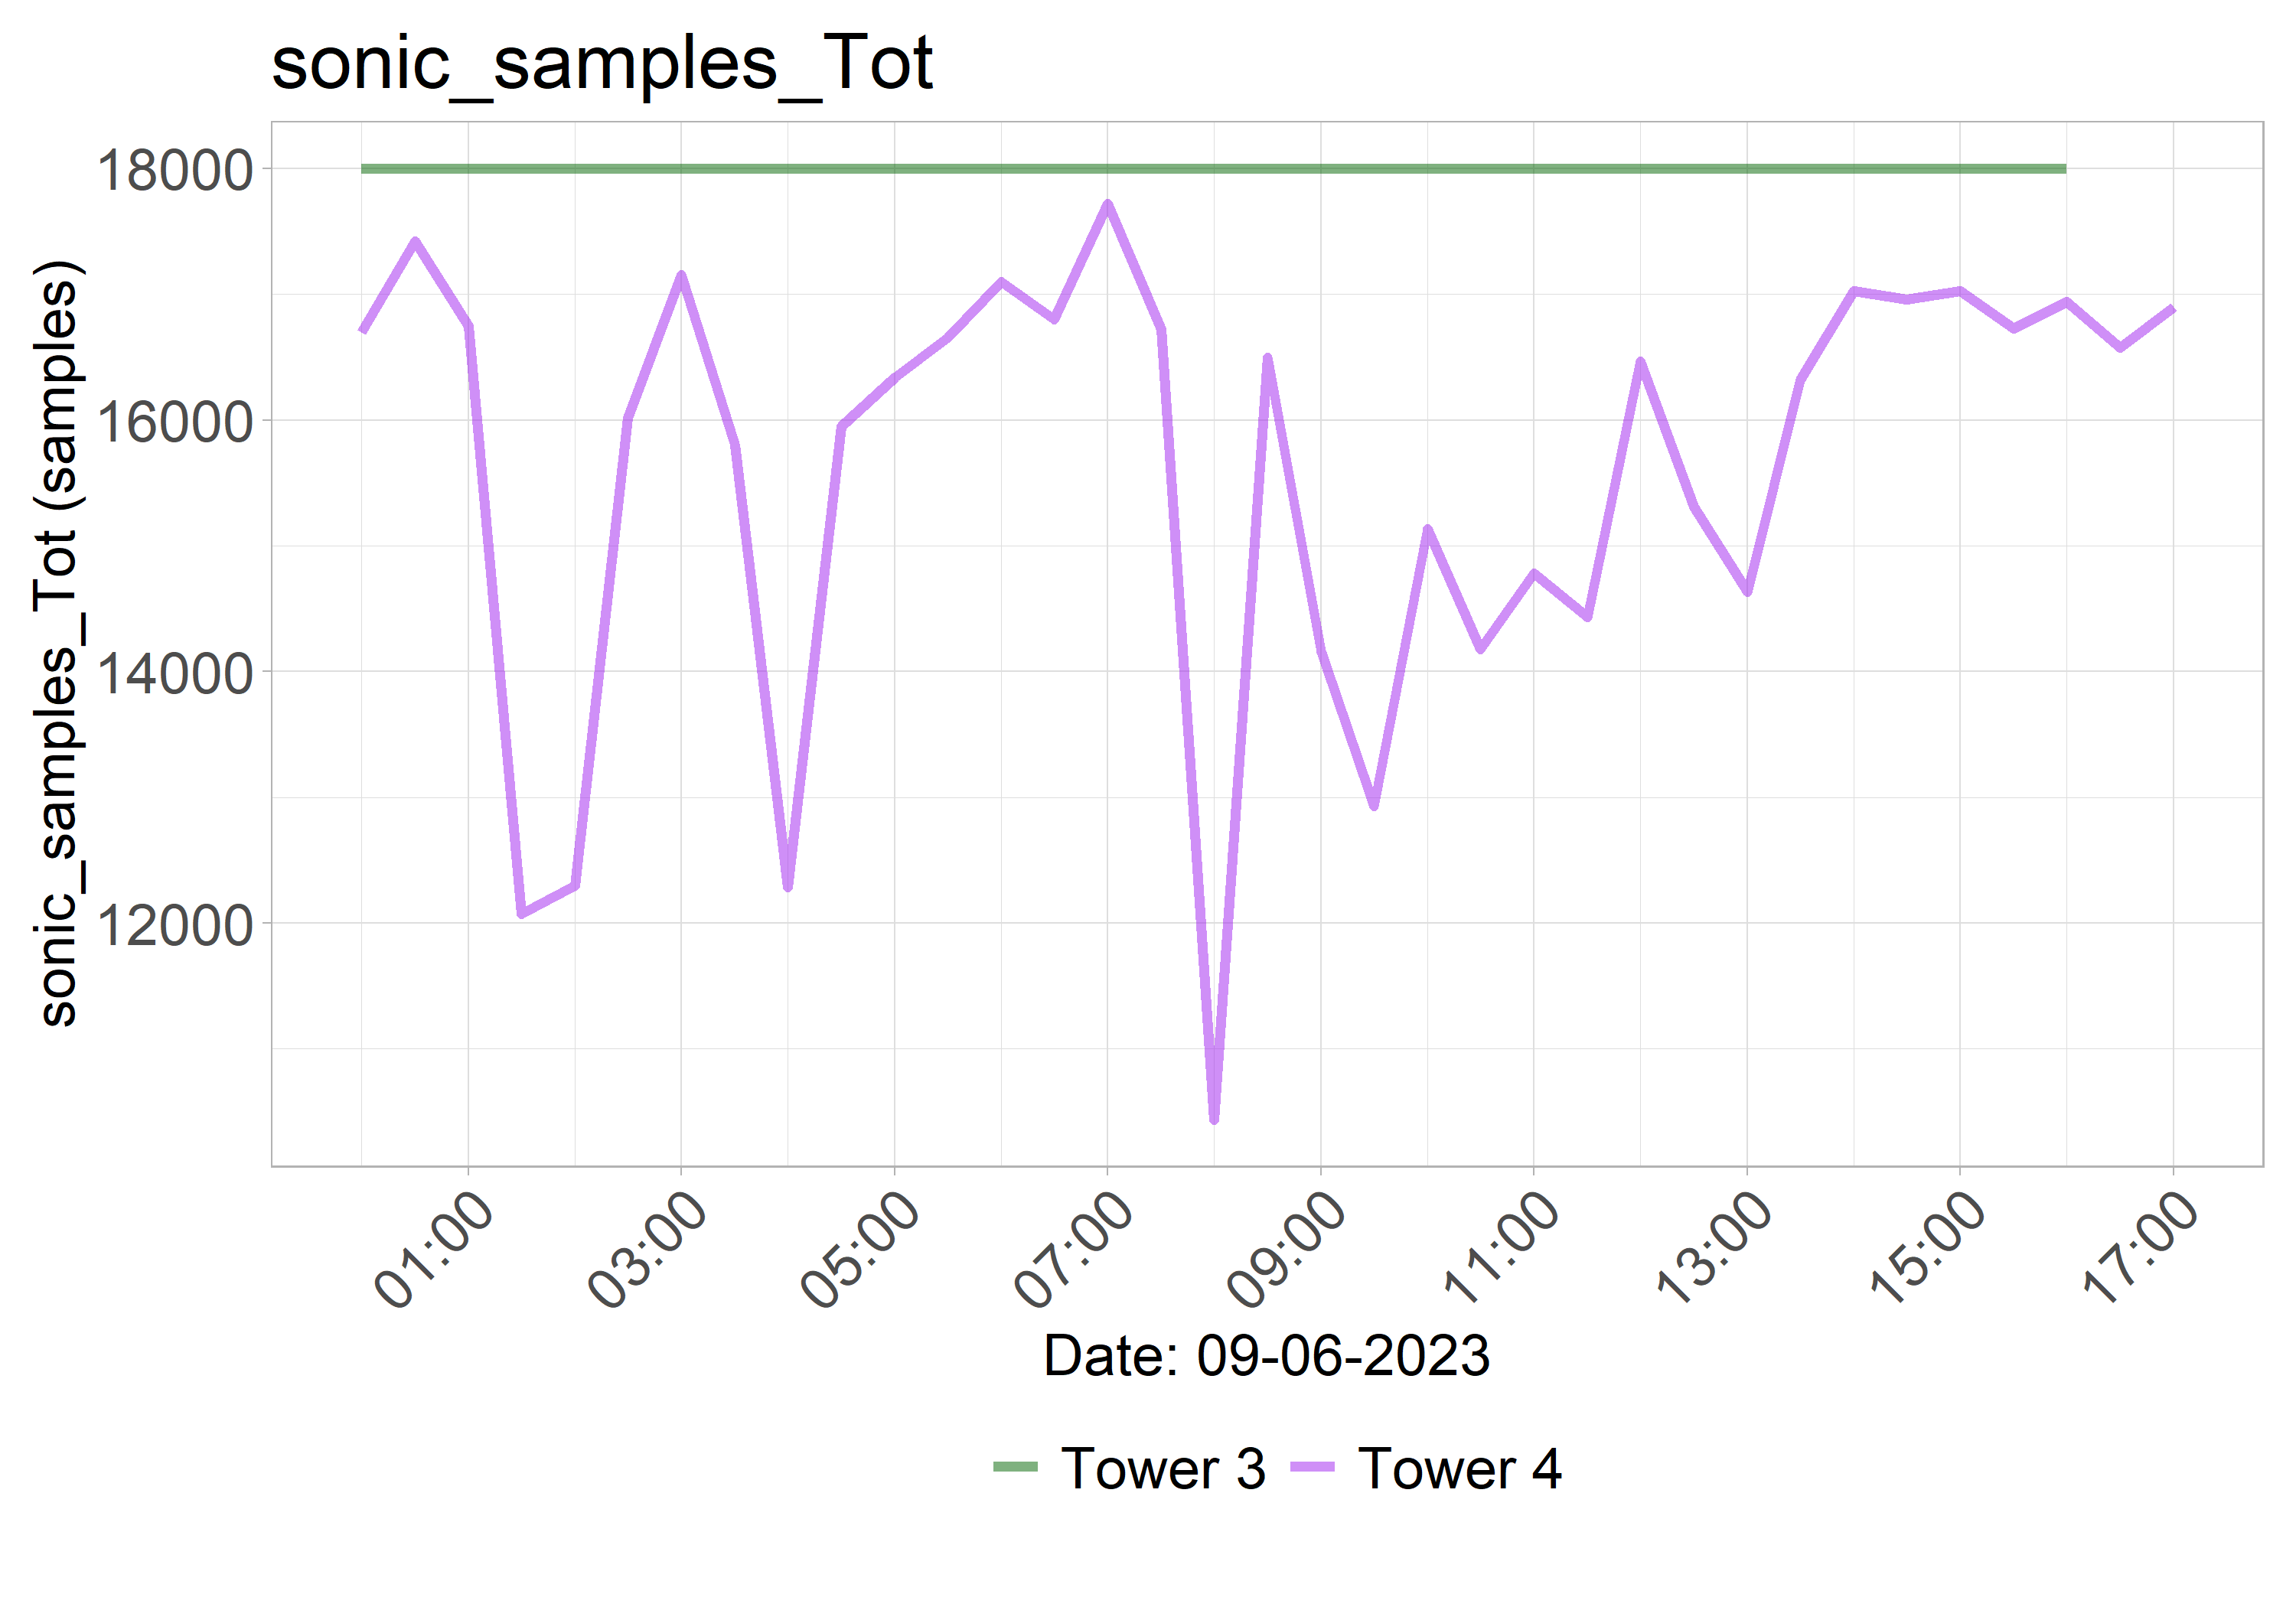 sonic_samples_Tot
sonic_samples_Tot (samples)
18000
16000
14000
12000
01:00
03:00
05:00
07:00
09:00
11:00
13:00
15:00
17:00
Date: 09-06-2023
Tower 3
Tower 4